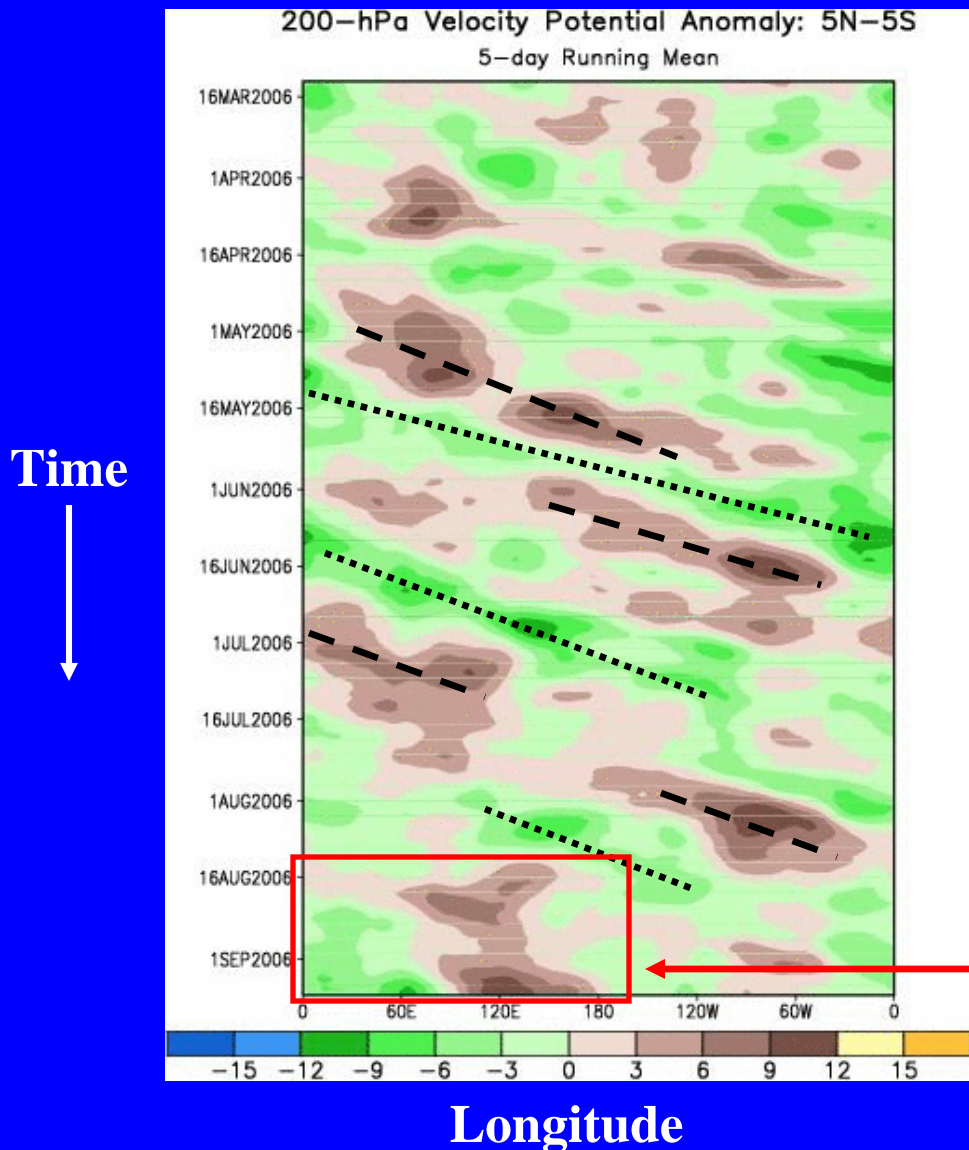 200-hPa Velocity Potential Anomaly: 5N-5S
5-day Running Mean
16MAR2006
1APR2006
16APR2006
1MAY2006
16MAY2006
Time
1JUN2006
16JUN2006
1JUL2006
16JUL2006
1AUG2006
16AUG2006
1SEP2006
0 60E 120E 180 120W 60W 0
-15 -12 -9 -6 -3 0 3 6 9 12 15
Longitude